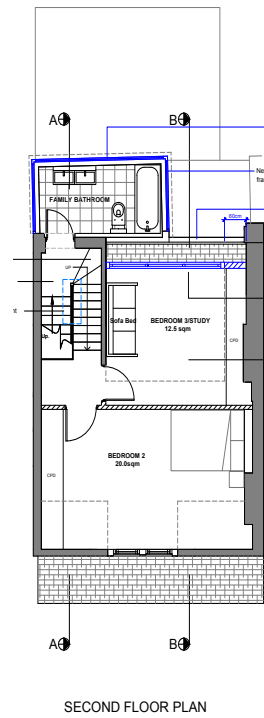 A B
Ne
fra
60cm
FAMILY BATHROOM
UP
Sofa Bed
BEDROOM 3/STUDY
12.5 sqm
Up.
CPD
BEDROOM 2
20.0sqm
CPD
A B
SECOND FLOOR PLAN